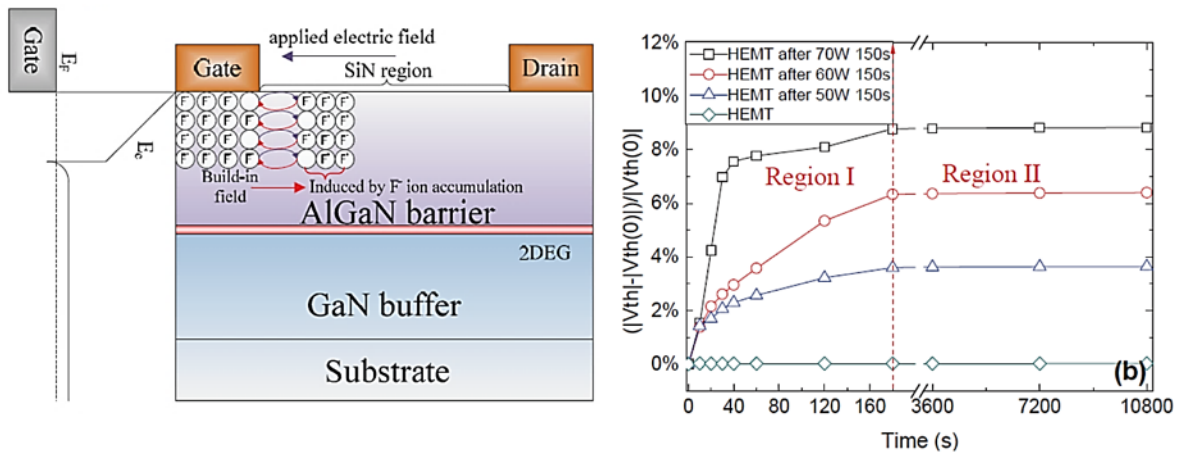 Gate
E_F
E_c
applied electric field
SiN region
Gate
Drain
F⁻ F⁻ F⁻ F⁻ F⁻ F⁻ F⁻
F⁻ F⁻ F⁻ F⁻ F⁻ F⁻
F⁻ F⁻ F⁻ F⁻ F⁻ F⁻
F⁻ F⁻ F⁻ F⁻ F⁻ F⁻
Build-in
field
Induced by F⁻ ion accumulation
AlGaN barrier
2DEG
GaN buffer
Substrate
(|Vth|-|Vth(0)|)/|Vth(0)|
12%
10%
8%
6%
4%
2%
0%
HEMT after 70W 150s
HEMT after 60W 150s
HEMT after 50W 150s
HEMT
Region I
Region II
(b)
0 40 80 120 160 3600 7200 10800
Time (s)